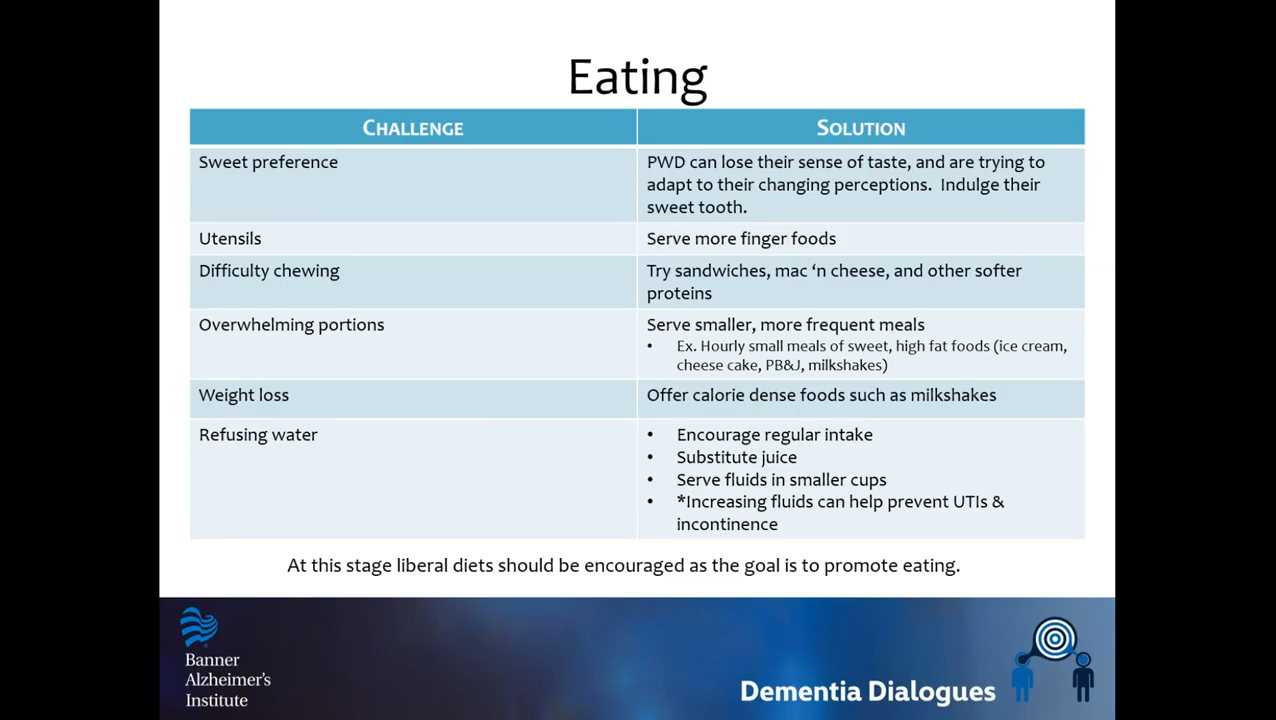 Eating
CHALLENGE
SOLUTION
Sweet preference
PWD can lose their sense of taste, and are trying to
adapt to their changing perceptions.  Indulge their
sweet tooth.
Utensils
Serve more finger foods
Difficulty chewing
Try sandwiches, mac ‘n cheese, and other softer
proteins
Overwhelming portions
Serve smaller, more frequent meals
• Ex. Hourly small meals of sweet, high fat foods (ice cream,
cheese cake, PB&J, milkshakes)
Weight loss
Offer calorie dense foods such as milkshakes
Refusing water
• Encourage regular intake
• Substitute juice
• Serve fluids in smaller cups
• *Increasing fluids can help prevent UTIs &
incontinence
At this stage liberal diets should be encouraged as the goal is to promote eating.
Banner
Alzheimer's
Institute
Dementia Dialogues